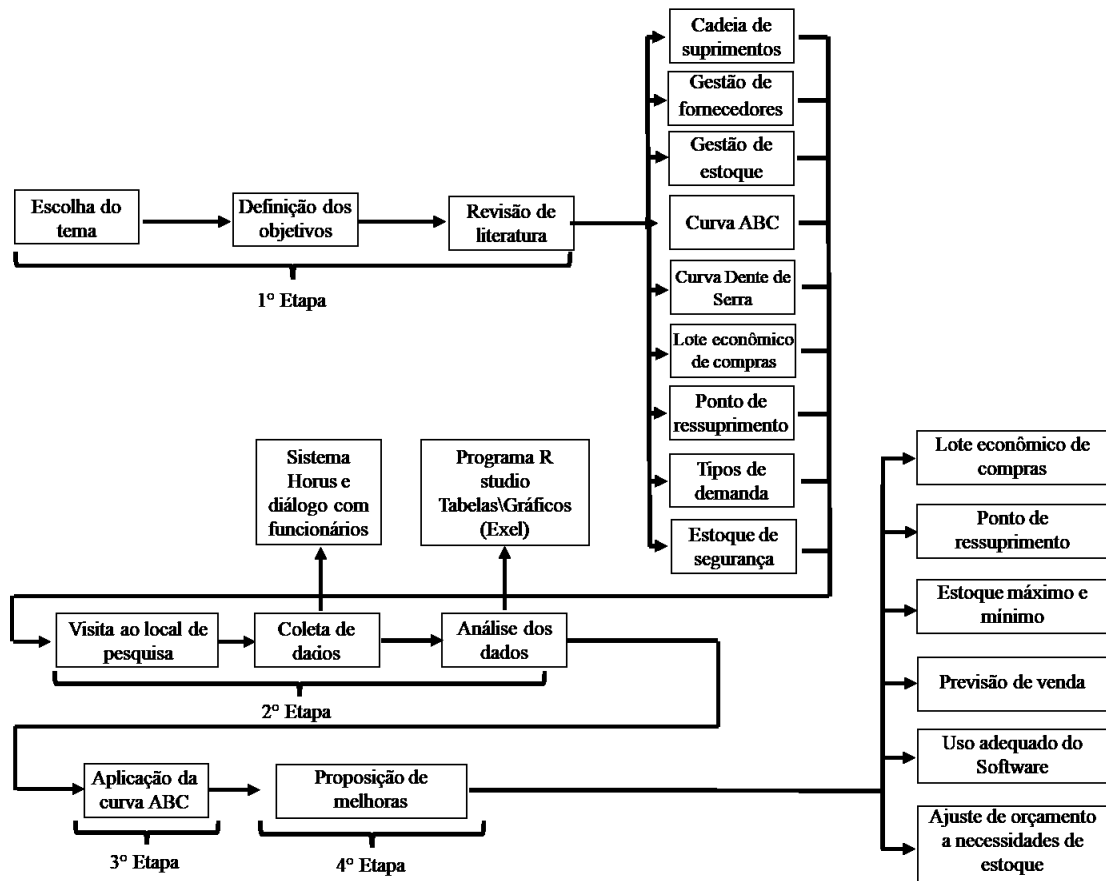 Escolha do
tema
Definição dos
objetivos
Revisão de
literatura
1° Etapa
Cadeia de
suprimentos
Gestão de
fornecedores
Gestão de
estoque
Curva ABC
Curva Dente de
Serra
Lote econômico
de compras
Ponto de
ressuprimento
Tipos de
demanda
Estoque de
segurança
Sistema
Horus e
diálogo com
funcionários
Programa R
studio
Tabelas\Gráficos
(Exel)
Visita ao local de
pesquisa
Coleta de
dados
Análise dos
dados
2° Etapa
Aplicação da
curva ABC
3° Etapa
Proposição de
melhoras
4° Etapa
Lote econômico de
compras
Ponto de
ressuprimento
Estoque máximo e
mínimo
Previsão de venda
Uso adequado do
Software
Ajuste de orçamento
a necessidades de
estoque